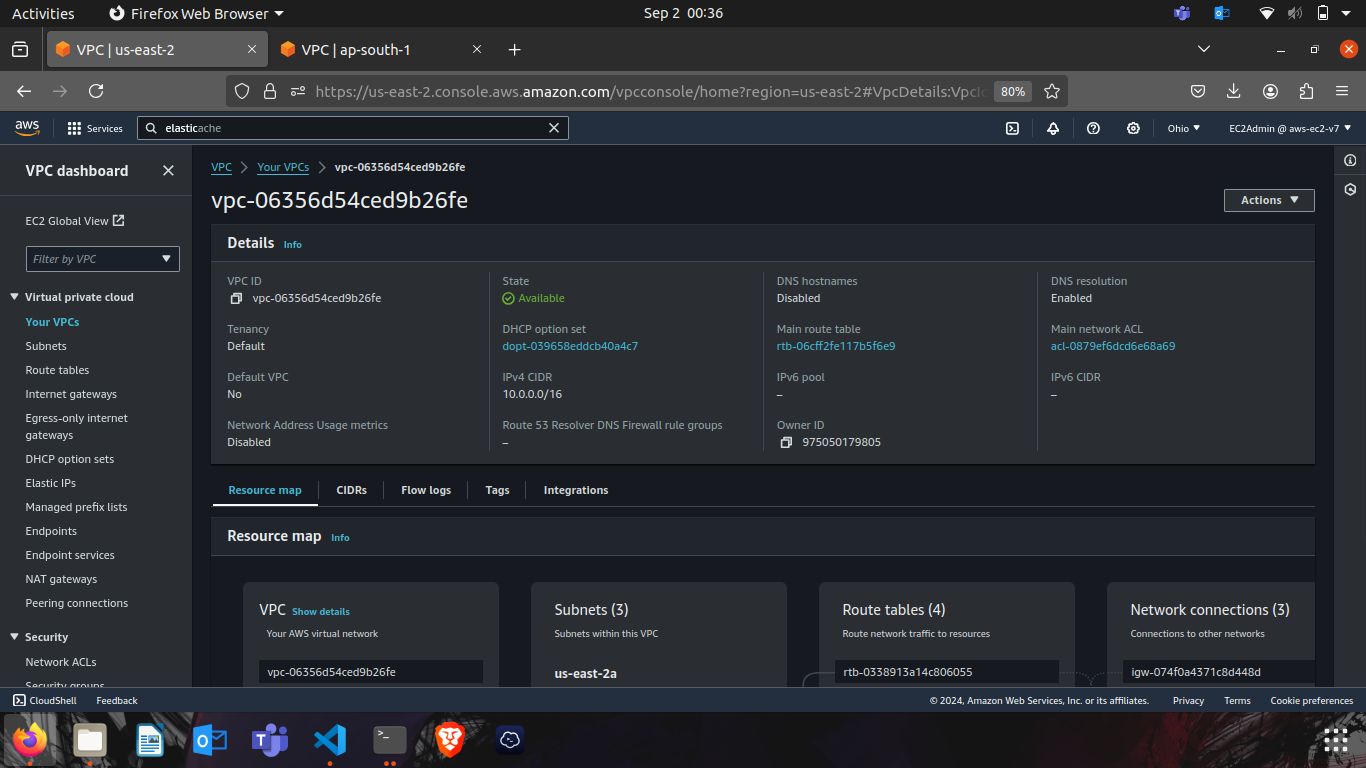 Activities
Firefox Web Browser
Sep 2 00:36
VPC | us-east-2
VPC | ap-south-1
https://us-east-2.console.aws.amazon.com/vpcconsole/home?region=us-east-2#VpcDetails:VpcId
80%
aws
Services
elasticache
Ohio
EC2Admin @ aws-ec2-v7
VPC dashboard
EC2 Global View
Filter by VPC
Virtual private cloud
Your VPCs
Subnets
Route tables
Internet gateways
Egress-only internet
gateways
DHCP option sets
Elastic IPs
Managed prefix lists
Endpoints
Endpoint services
NAT gateways
Peering connections
Security
Network ACLs
Security groups
VPC
Your VPCs
vpc-06356d54ced9b26fe
vpc-06356d54ced9b26fe
Actions
Details Info
VPC ID
vpc-06356d54ced9b26fe
State
Available
DNS hostnames
Disabled
DNS resolution
Enabled
Tenancy
Default
DHCP option set
dopt-039658eddcb40a4c7
Main route table
rtb-06cff2fe117b5f6e9
Main network ACL
acl-0879ef6dcd6e68a69
Default VPC
No
IPv4 CIDR
10.0.0.0/16
IPv6 pool
–
IPv6 CIDR
–
Network Address Usage metrics
Disabled
Route 53 Resolver DNS Firewall rule groups
–
Owner ID
975050179805
Resource map
CIDRs
Flow logs
Tags
Integrations
Resource map Info
VPC Show details
Your AWS virtual network
vpc-06356d54ced9b26fe
Subnets (3)
Subnets within this VPC
us-east-2a
Route tables (4)
Route network traffic to resources
rtb-0338913a14c806055
Network connections (3)
Connections to other networks
igw-074f0a4371c8d448d
CloudShell
Feedback
© 2024, Amazon Web Services, Inc. or its affiliates.
Privacy
Terms
Cookie preferences